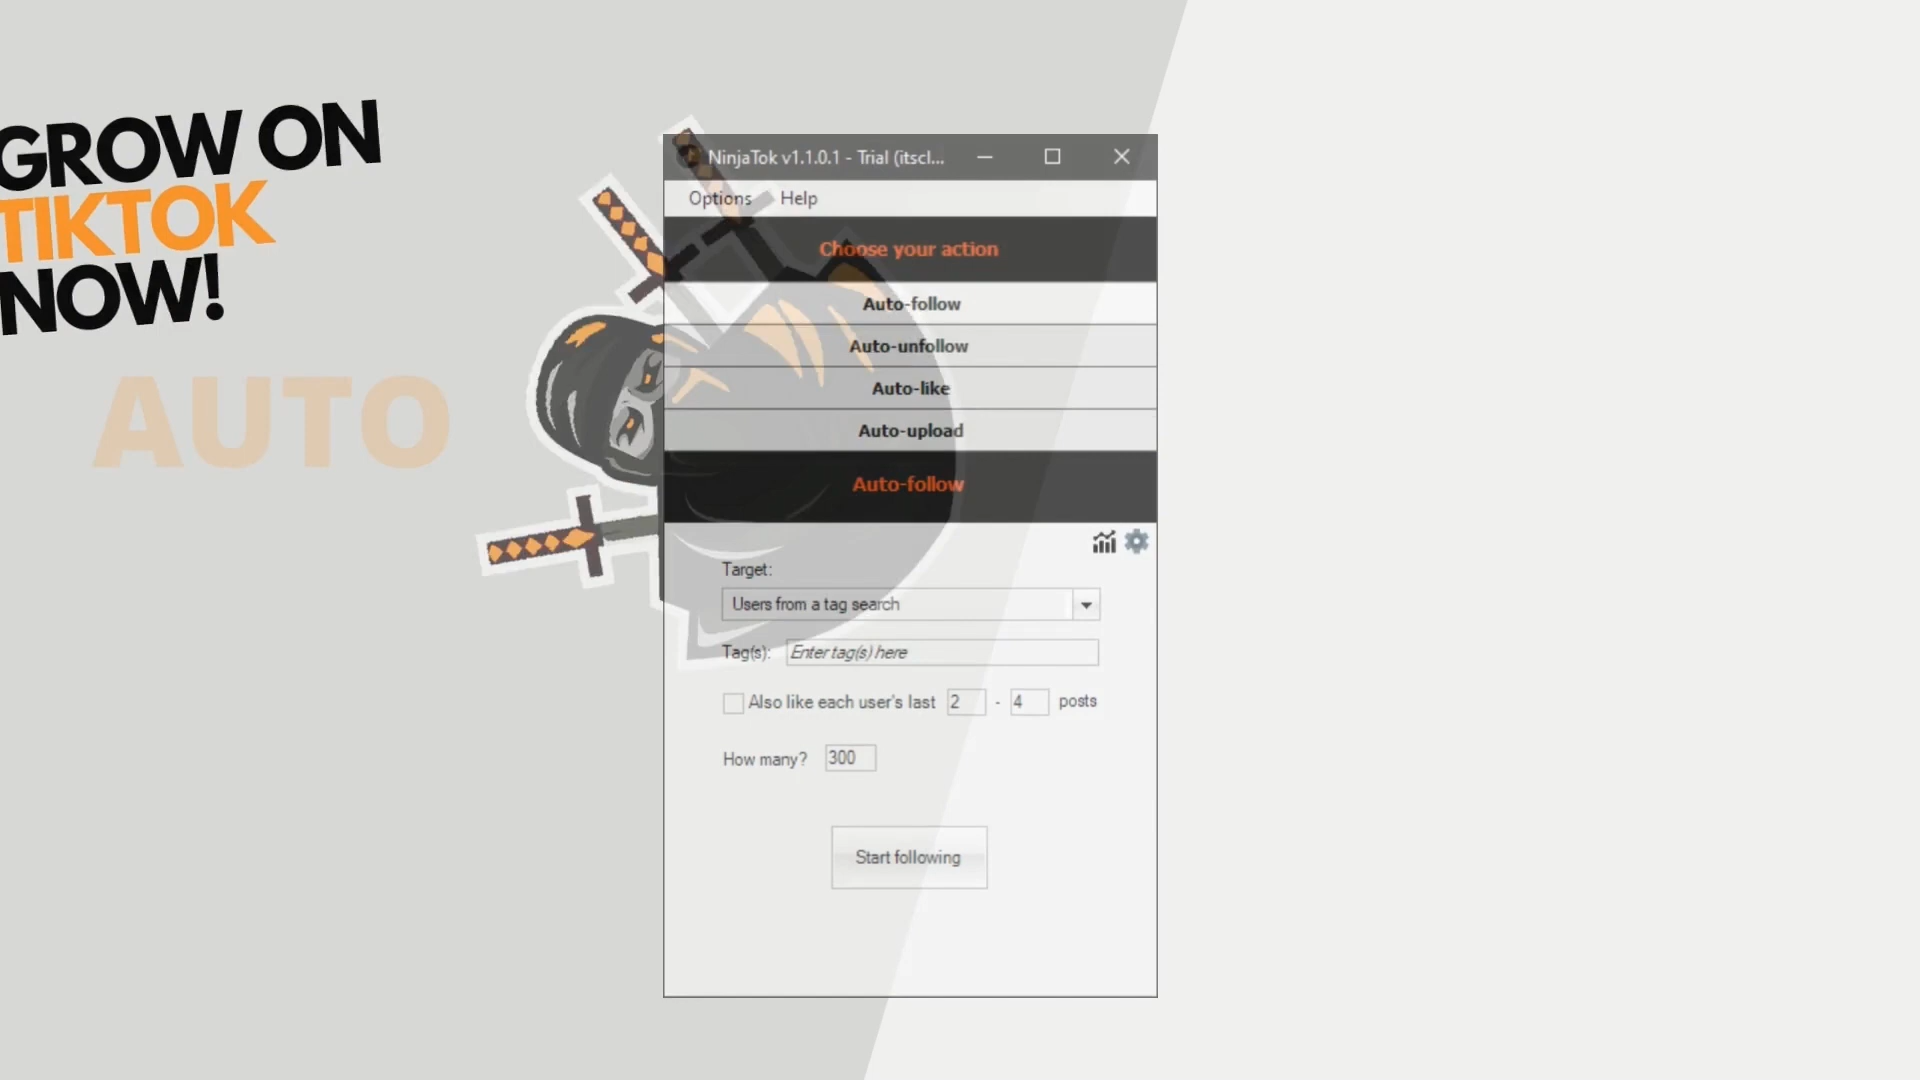 GROW ON
TIKTOK
NOW!
AUTO
NinjaTok v1.1.0.1 - Trial (itscl...
Options Help
Choose your action
Auto-follow
Auto-unfollow
Auto-like
Auto-upload
Auto-follow
Target:
Users from a tag search
Tag(s): Enter tag(s) here
Also like each user's last 2 - 4 posts
How many? 300
Start following